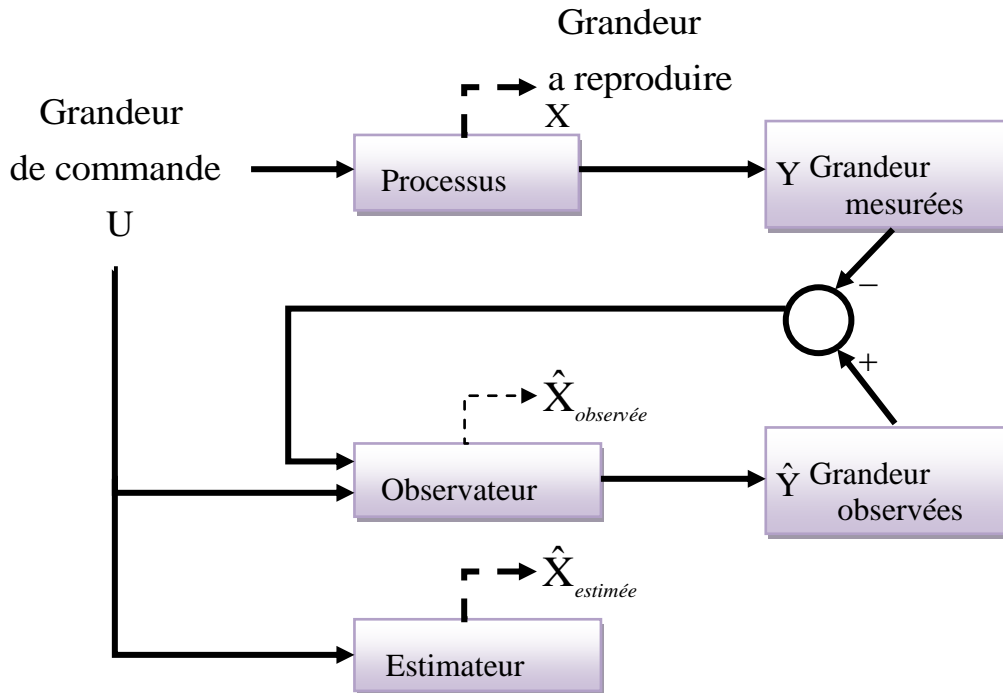 Grandeur
a reproduire
X
Grandeur
de commande
U
Processus
Y Grandeur
mesurées
−
+
X̂ observée
Observateur
Ŷ Grandeur
observées
X̂ estimée
Estimateur